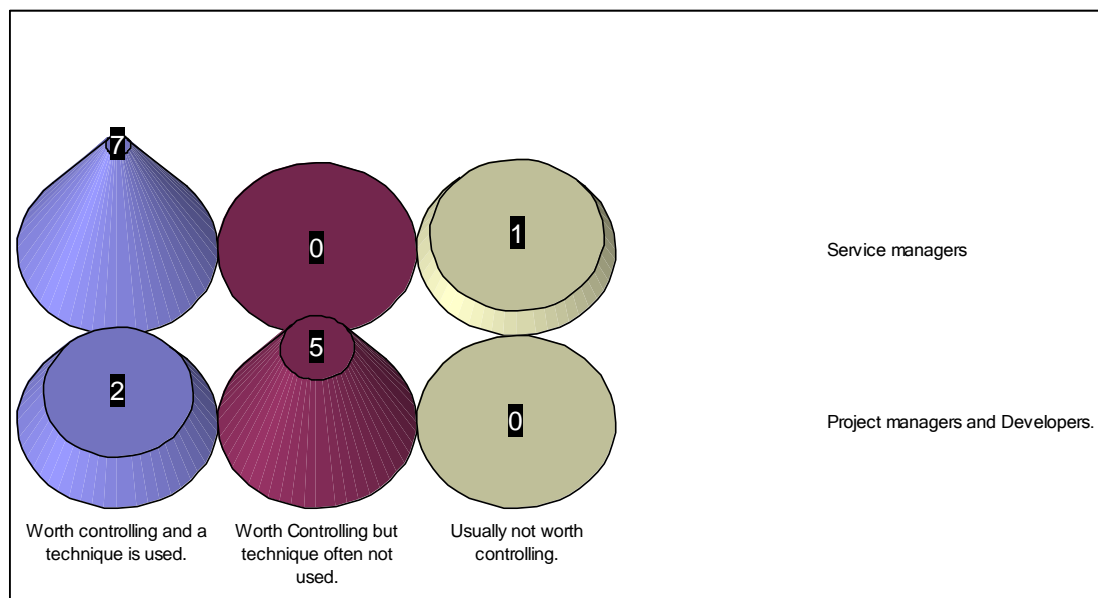 7
0
1
Service managers
2
5
0
Project managers and Developers.
Worth controlling and a
technique is used.
Worth Controlling but
technique often not
used.
Usually not worth
controlling.